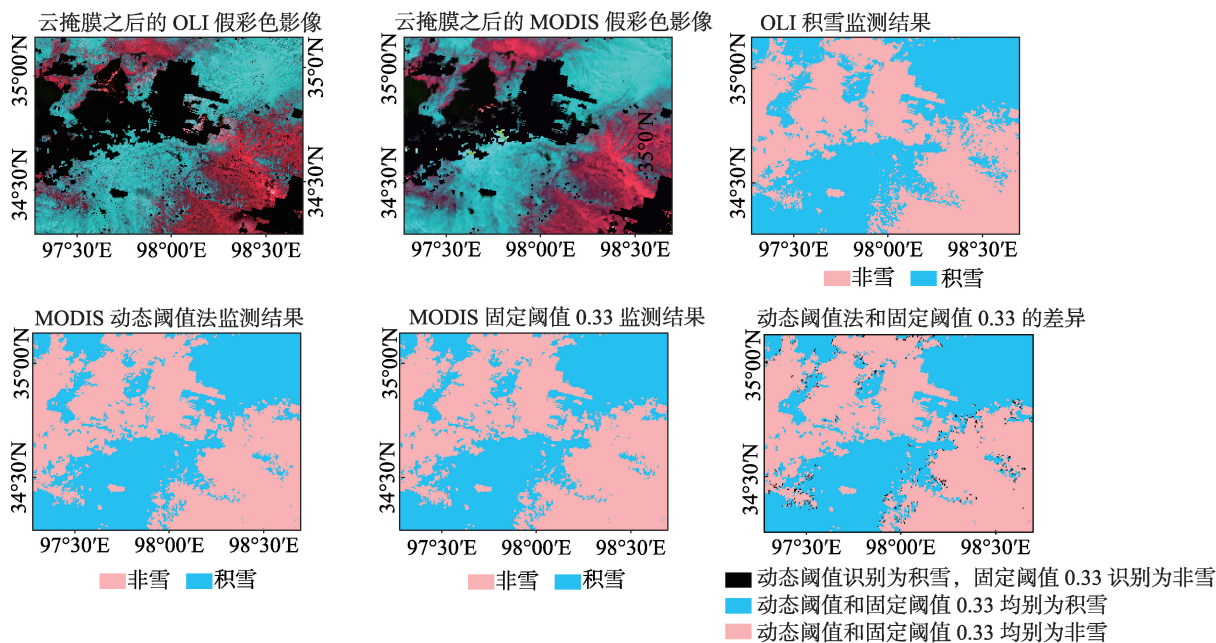 云掩膜之后的 OLI 假彩色影像
云掩膜之后的 MODIS 假彩色影像
OLI 积雪监测结果
35°00′N
34°30′N
35°0′N
34°30′N
97°30′E 98°00′E 98°30′E
35°00′N
34°30′N
35°0′N
97°30′E 98°00′E 98°30′E
35°00′N
34°30′N
97°30′E 98°00′E 98°30′E
非雪 积雪
MODIS 动态阈值法监测结果
MODIS 固定阈值 0.33 监测结果
动态阈值法和固定阈值 0.33 的差异
35°00′N
34°30′N
97°30′E 98°00′E 98°30′E
非雪 积雪
35°00′N
34°30′N
97°30′E 98°00′E 98°30′E
非雪 积雪
35°00′N
34°30′N
97°30′E 98°00′E 98°30′E
动态阈值识别为积雪，固定阈值 0.33 识别为非雪
动态阈值和固定阈值 0.33 均别为积雪
动态阈值和固定阈值 0.33 均别为非雪